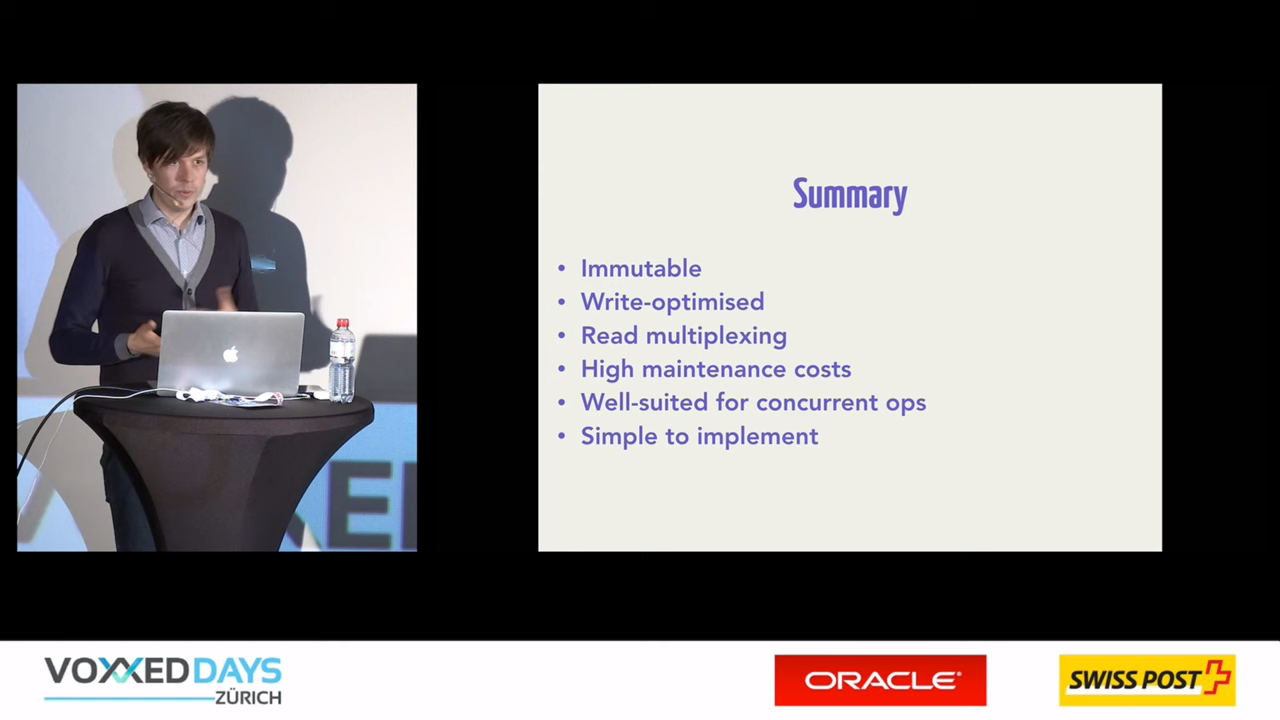 Summary
• Immutable
• Write-optimised
• Read multiplexing
• High maintenance costs
• Well-suited for concurrent ops
• Simple to implement
VOXXED DAYS
ZÜRICH
ORACLE®
SWISS POST